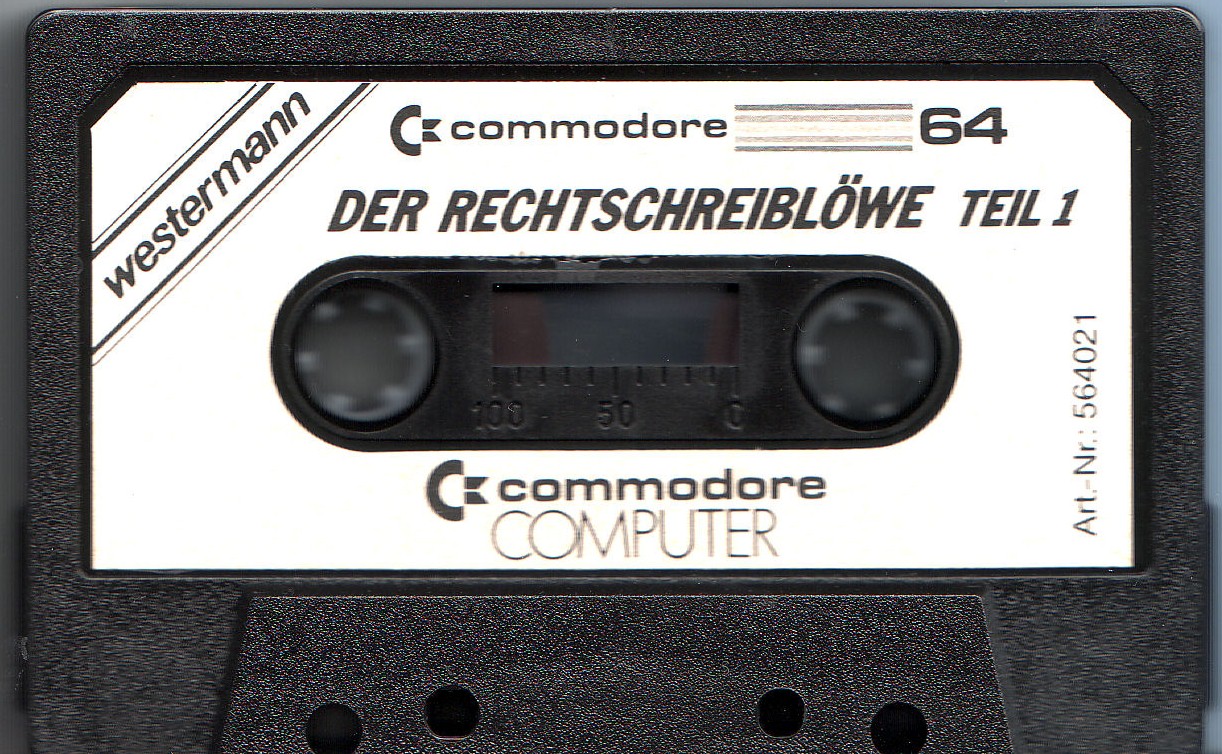 westermann
commodore 64
DER RECHTSCHREIBLÖWE TEIL 1
100 50 0
commodore
COMPUTER
Art.-Nr.: 564021